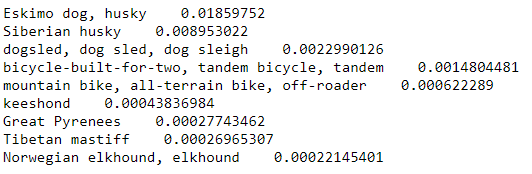 Eskimo dog, husky    0.01859752
Siberian husky    0.008953022
dogsled, dog sled, dog sleigh    0.0022990126
bicycle-built-for-two, tandem bicycle, tandem    0.0014804481
mountain bike, all-terrain bike, off-roader    0.000622289
keeshond    0.00043836984
Great Pyrenees    0.00027743462
Tibetan mastiff    0.00026965307
Norwegian elkhound, elkhound    0.00022145401